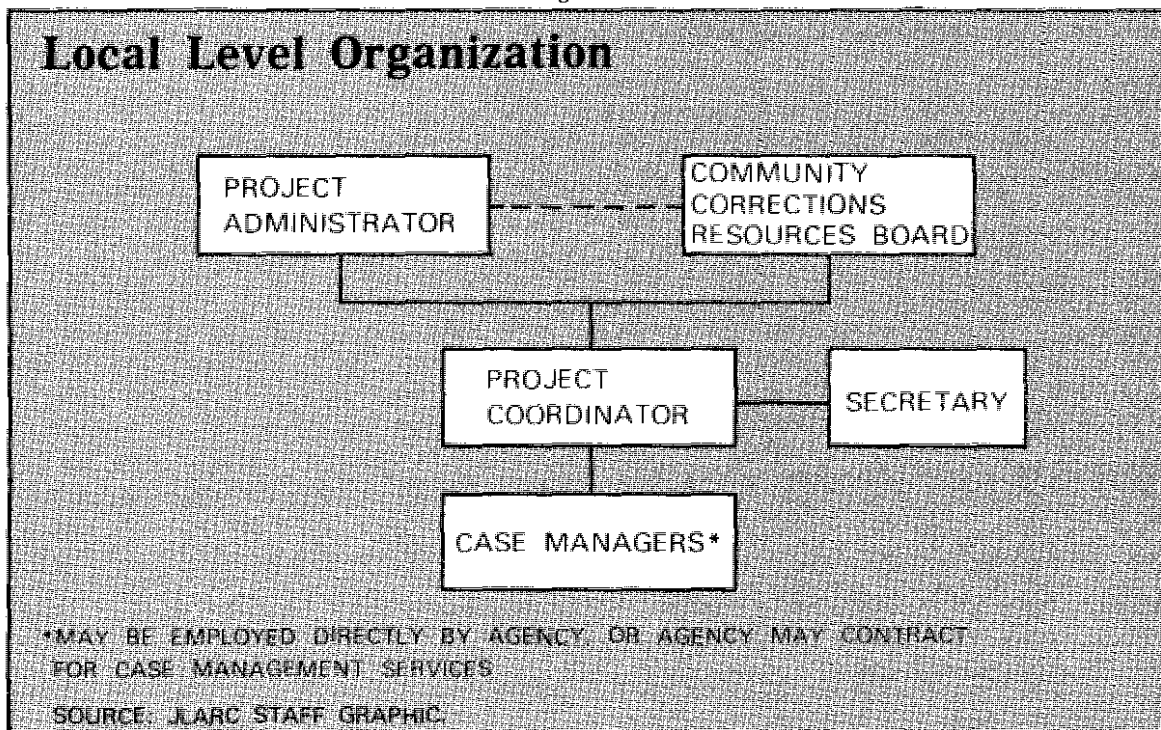 Local Level Organization
PROJECT
ADMINISTRATOR
COMMUNITY
CORRECTIONS
RESOURCES BOARD
PROJECT
COORDINATOR
SECRETARY
CASE MANAGERS*
*MAY BE EMPLOYED DIRECTLY BY AGENCY, OR AGENCY MAY CONTRACT
FOR CASE MANAGEMENT SERVICES
SOURCE: JLARC STAFF GRAPHIC.